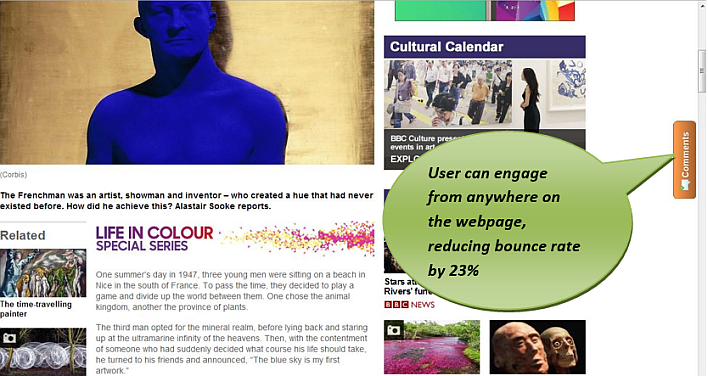 (Corbis)
The Frenchman was an artist, showman and inventor – who created a hue that had never
existed before. How did he achieve this? Alastair Sooke reports.
Related
The time-travelling
painter
LIFE IN COLOUR
SPECIAL SERIES
One summer's day in 1947, three young men were sitting on a beach in
Nice in the south of France. To pass the time, they decided to play a
game and divide up the world between them. One chose the animal
kingdom, another the province of plants.
The third man opted for the mineral realm, before lying back and staring
up at the ultramarine infinity of the heavens. Then, with the contentment
of someone who had suddenly decided what course his life should take,
he turned to his friends and announced, "The blue sky is my first
artwork."
Cultural Calendar
BBC Culture
events in
User can engage
from anywhere on
the webpage,
reducing bounce rate
by 23%
Comments
Stars
Rivers'
BBC NEWS